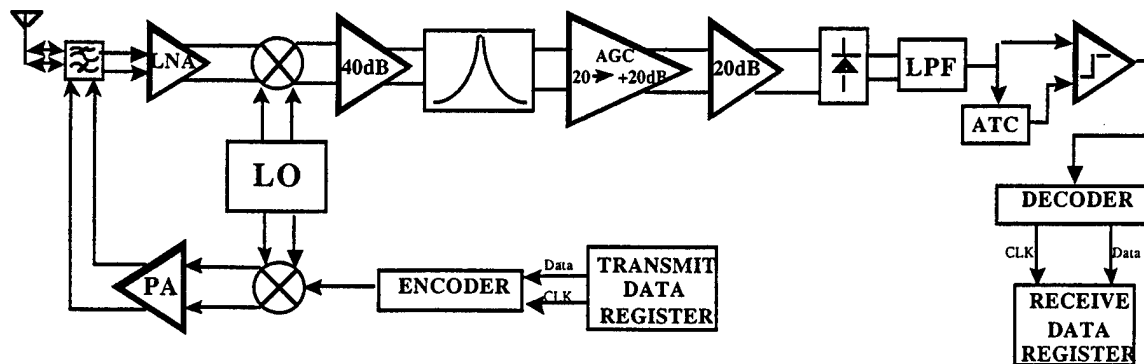 LNA
40dB
AGC
20 → +20dB
20dB
LPF
ATC
LO
DECODER
CLK
Data
PA
ENCODER
Data
CLK
TRANSMIT
DATA
REGISTER
RECEIVE
DATA
REGISTER